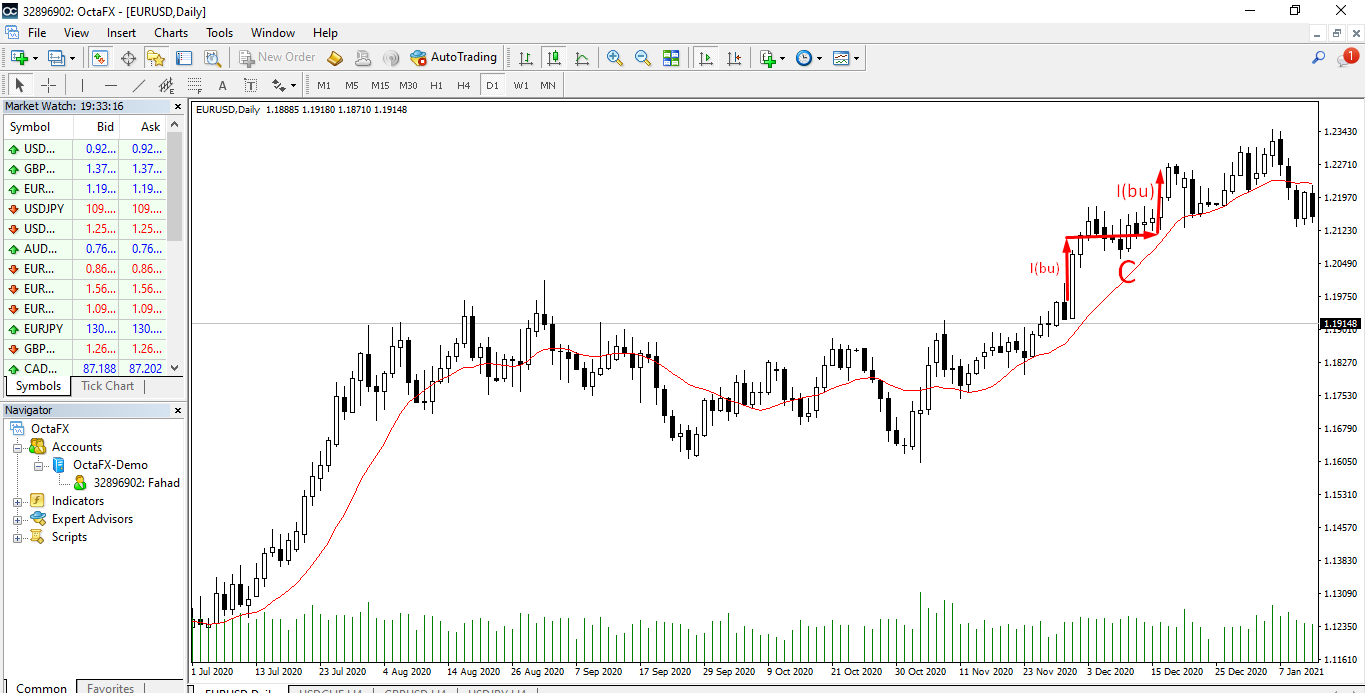 32896902: OctaFX - [EURUSD,Daily]
File View Insert Charts Tools Window Help
New Order AutoTrading
A T M1 M5 M15 M30 H1 H4 D1 W1 MN
Market Watch: 19:33:16
Symbol Bid Ask
USD... 0.92... 0.92...
GBP... 1.37... 1.37...
EUR... 1.19... 1.19...
USDJPY 109.... 109....
USD... 1.25... 1.25...
AUD... 0.76... 0.76...
EUR... 0.86... 0.86...
EUR... 1.56... 1.56...
EUR... 1.09... 1.09...
EURJPY 130.... 130....
GBP... 1.26... 1.26...
CAD... 87.188 87.202
Symbols Tick Chart
Navigator
OctaFX
Accounts
OctaFX-Demo
32896902: Fahad
Indicators
Expert Advisors
Scripts
Common Favorites
EURUSD,Daily 1.18885 1.19180 1.18710 1.19148
I(bu)
I(bu)
C
1.23430
1.22710
1.21970
1.21230
1.20490
1.19750
1.19148
1.18270
1.17530
1.16790
1.16050
1.15310
1.14570
1.13830
1.13090
1.12350
1.11610
1 Jul 2020 13 Jul 2020 23 Jul 2020 4 Aug 2020 14 Aug 2020 26 Aug 2020 7 Sep 2020 17 Sep 2020 29 Sep 2020 9 Oct 2020 21 Oct 2020 30 Oct 2020 11 Nov 2020 23 Nov 2020 3 Dec 2020 15 Dec 2020 25 Dec 2020 7 Jan 2021
EURUSD,Daily USDCHF,H4 GBPUSD,H4 USDJPY,H4